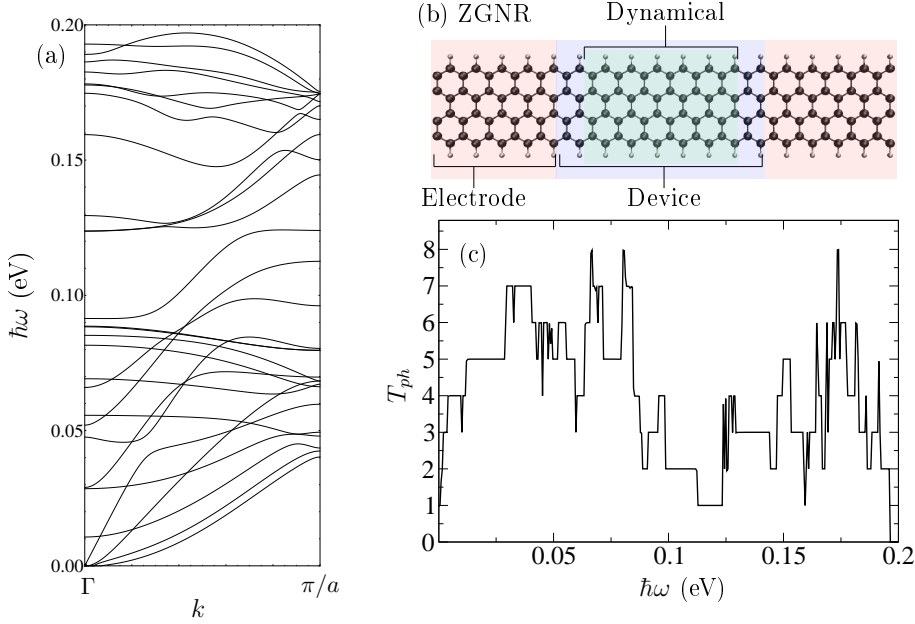 (a)
0.20
0.15
0.10
0.05
0.00
ħω (eV)
Γ
π/a
k
(b) ZGNR
Dynamical
Electrode
Device
(c)
8
7
6
5
4
3
2
1
0
T_ph
0.05
0.1
0.15
0.2
ħω (eV)